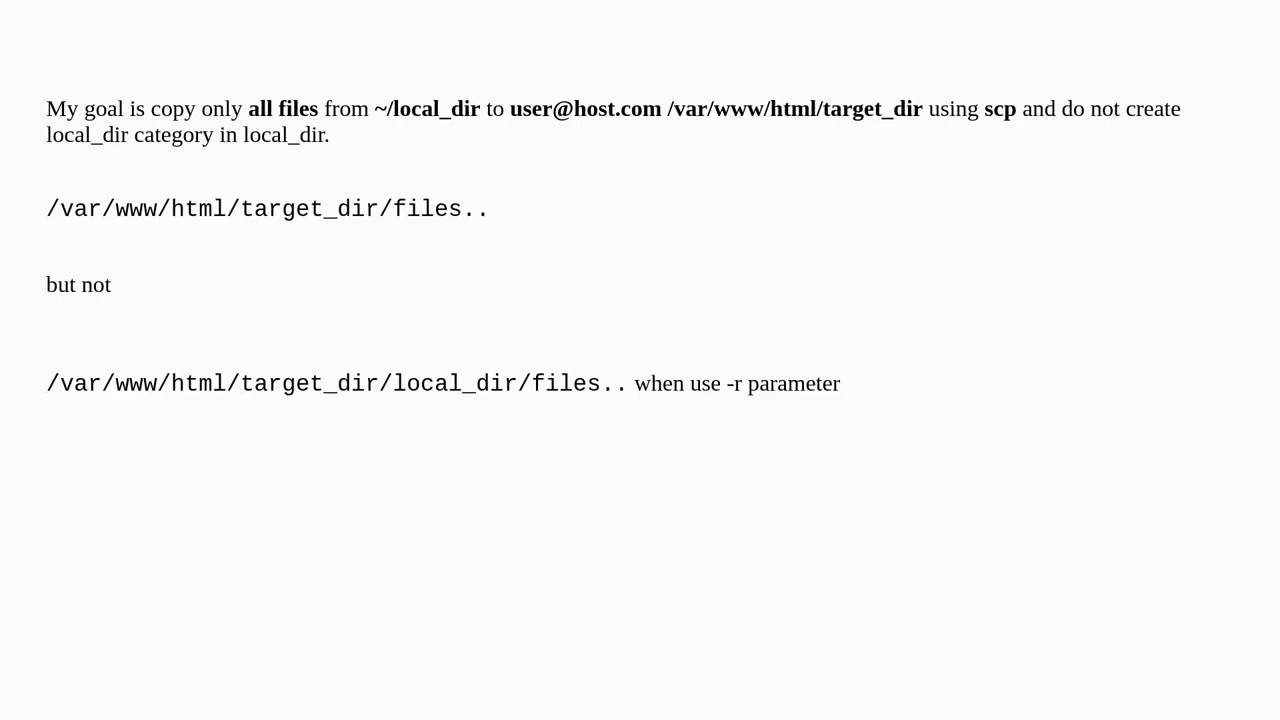 My goal is copy only all files from ~/local_dir to user@host.com /var/www/html/target_dir using scp and do not create
local_dir category in local_dir.
/var/www/html/target_dir/files..
but not
/var/www/html/target_dir/local_dir/files.. when use -r parameter